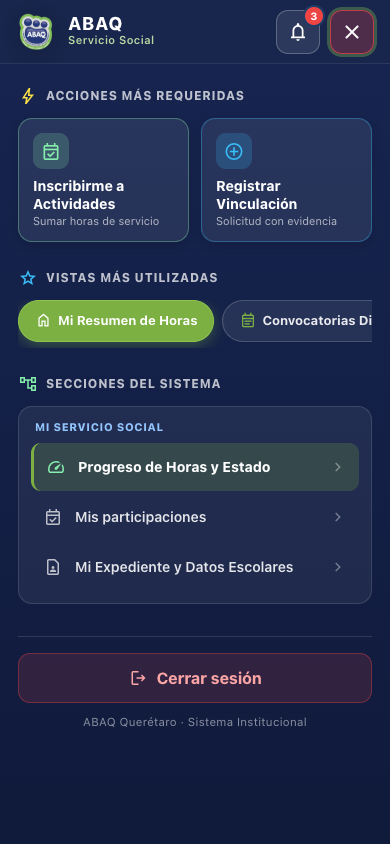 ABAQ
ABAQ
Servicio Social
3
ACCIONES MÁS REQUERIDAS
Inscribirme a
Actividades
Sumar horas de servicio
Registrar
Vinculación
Solicitud con evidencia
VISTAS MÁS UTILIZADAS
Mi Resumen de Horas
Convocatorias Di
SECCIONES DEL SISTEMA
MI SERVICIO SOCIAL
Progreso de Horas y Estado
Mis participaciones
Mi Expediente y Datos Escolares
Cerrar sesión
ABAQ Querétaro · Sistema Institucional